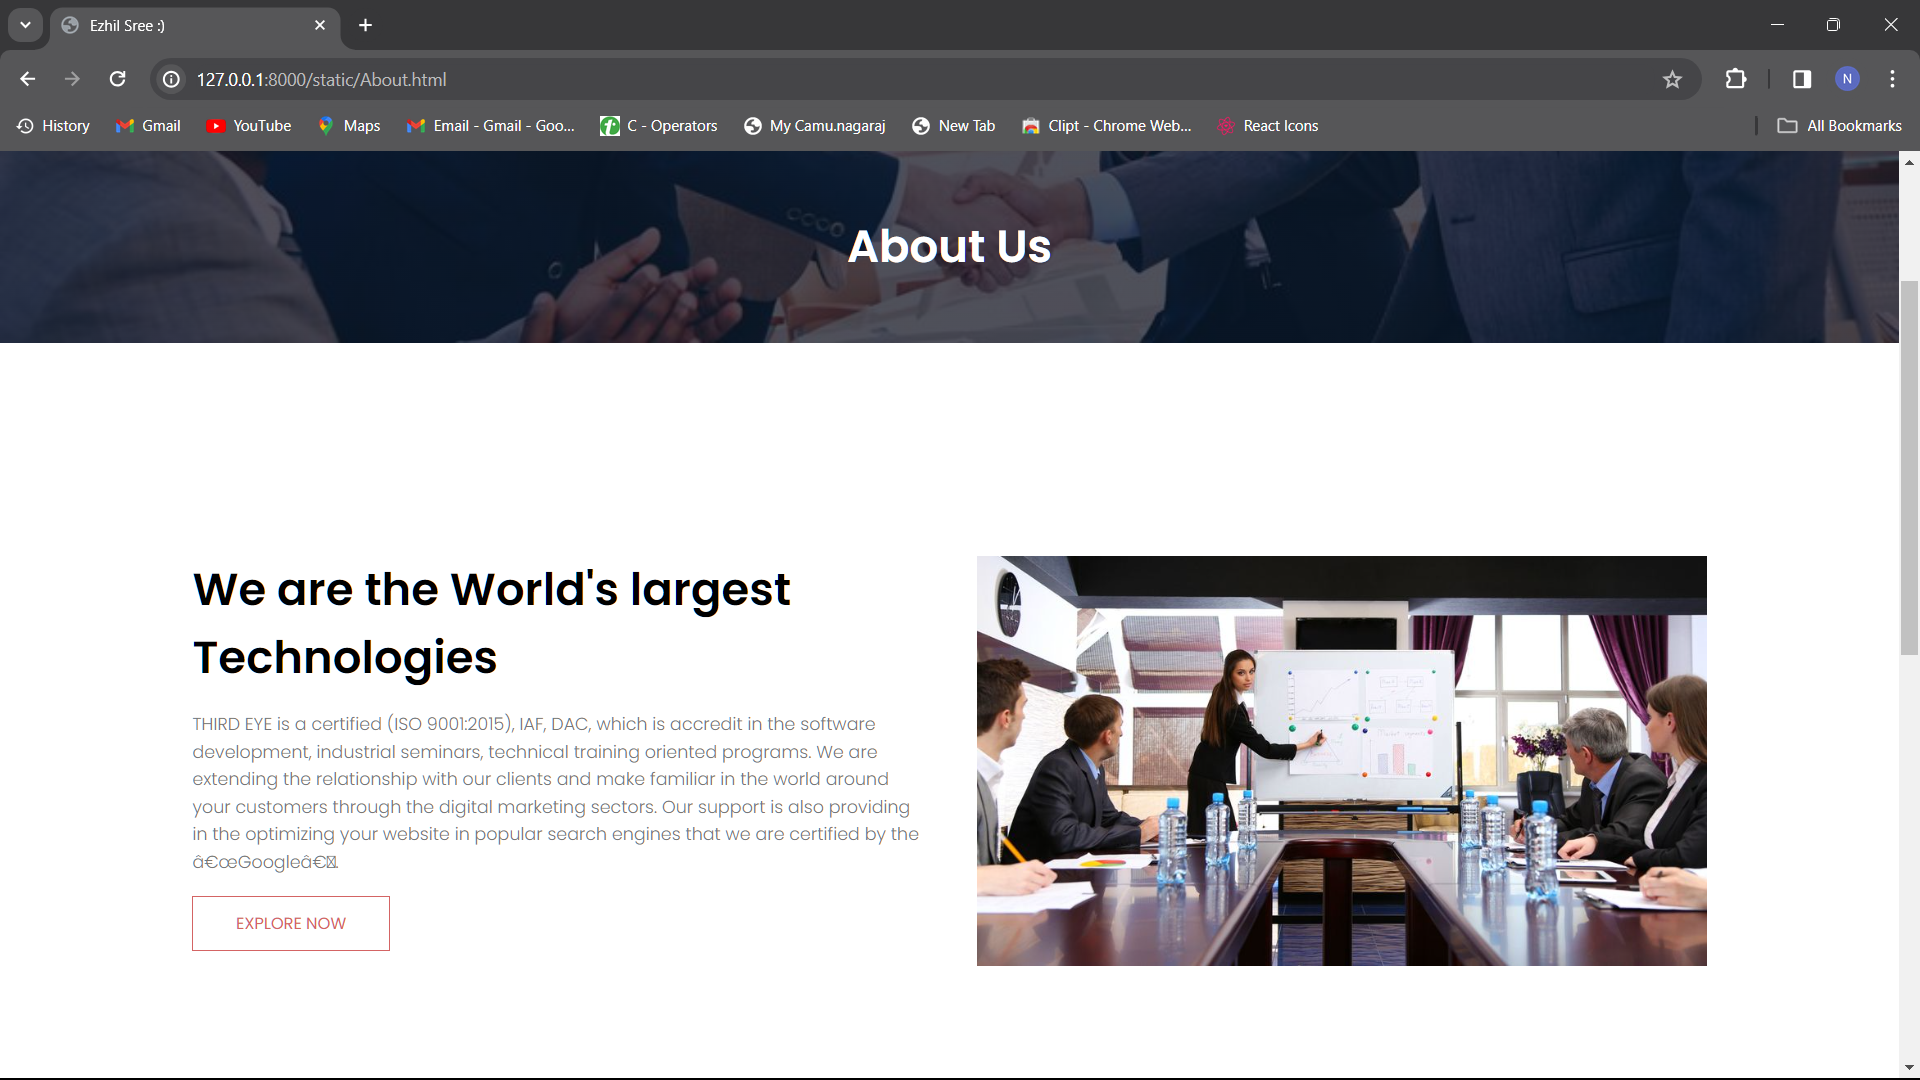 Ezhil Sree :)
127.0.0.1:8000/static/About.html
N
History
Gmail
YouTube
Maps
Email - Gmail - Goo...
C - Operators
My Camu.nagaraj
New Tab
Clipt - Chrome Web...
React Icons
All Bookmarks
About Us
We are the World's largest
Technologies
THIRD EYE is a certified (ISO 9001:2015), IAF, DAC, which is accredit in the software
development, industrial seminars, technical training oriented programs. We are
extending the relationship with our clients and make familiar in the world around
your customers through the digital marketing sectors. Our support is also providing
in the optimizing your website in popular search engines that we are certified by the
â€œGoogleâ€.
EXPLORE NOW